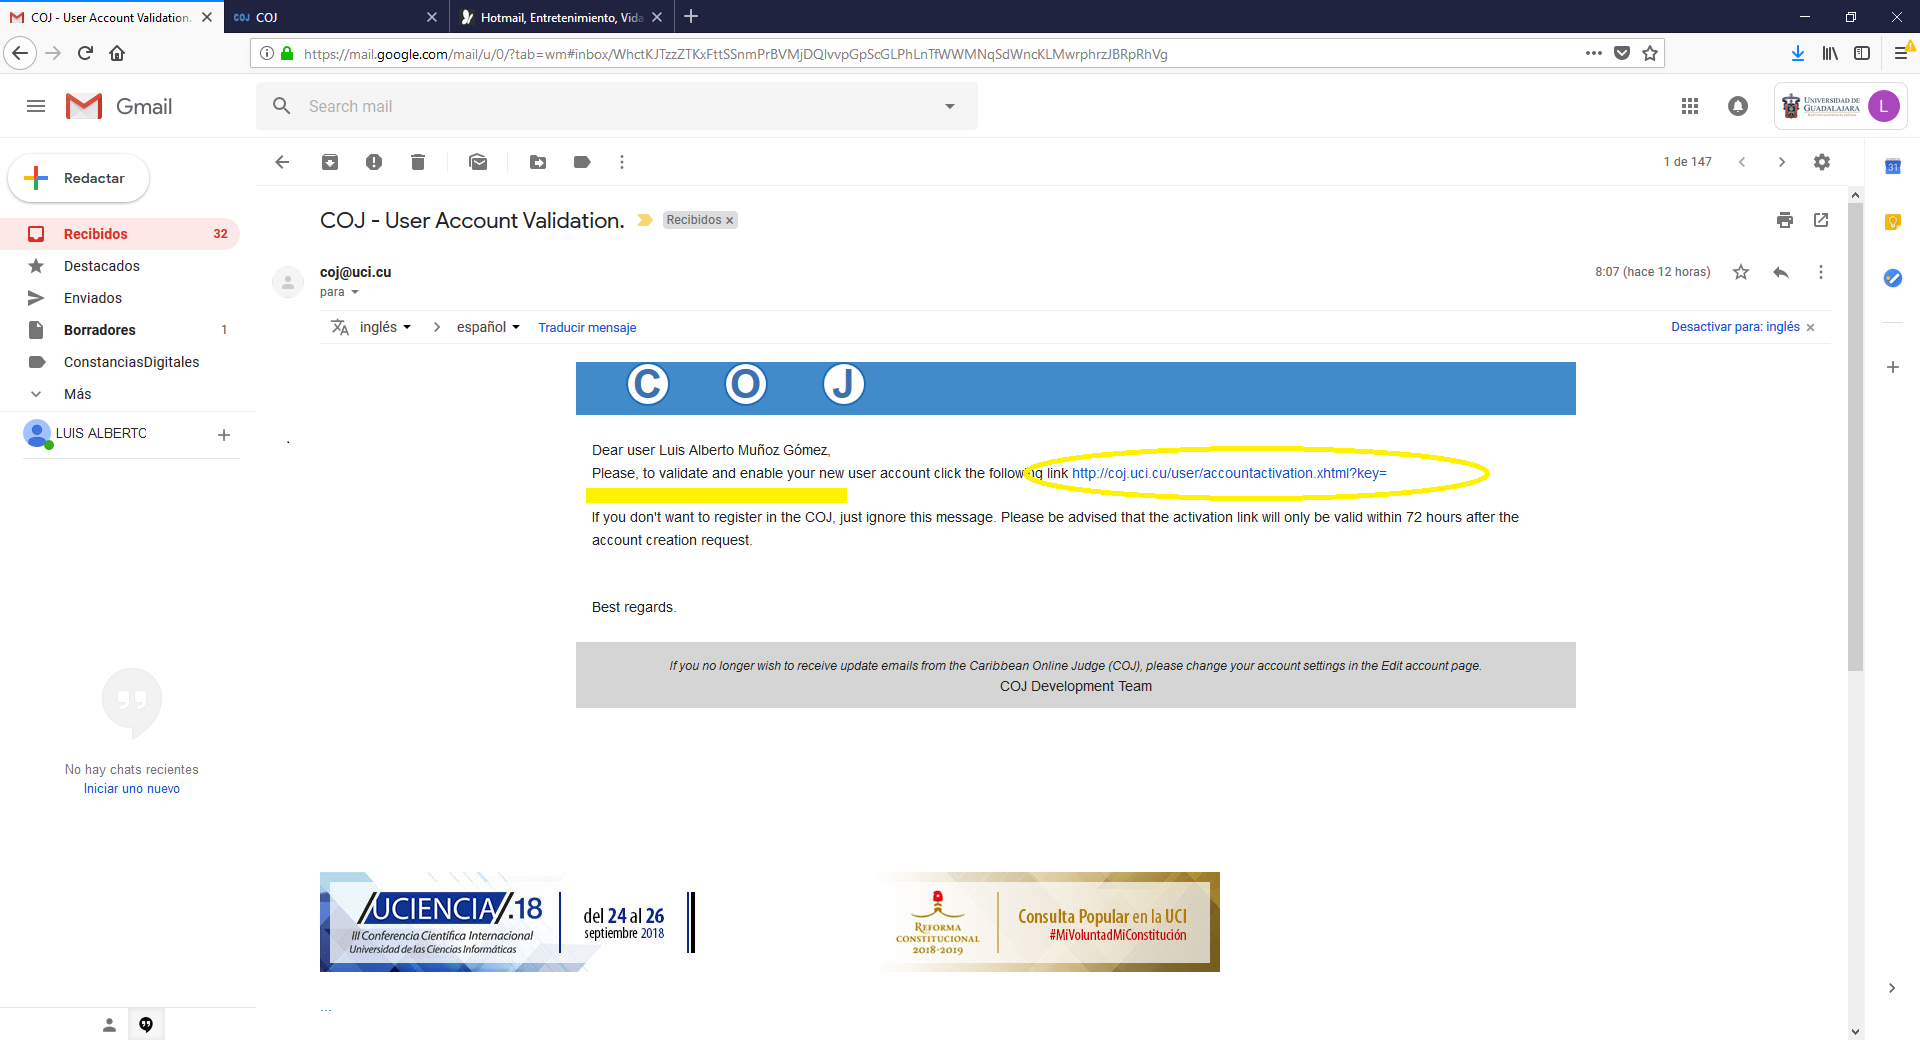 COJ - User Account Validation.
COJ COJ
Hotmail, Entretenimiento, Vida
https://mail.google.com/mail/u/0/?tab=wm#inbox/WhctKJTzzZTKxFttSSnmPrBVMjDQlvvpGpScGLPhLnTfWWMNqSdWncKLMwrphrzJBRpRhVg
Gmail
Search mail
UNIVERSIDAD DE
GUADALAJARA
L
Redactar
1 de 147
31
COJ - User Account Validation.
Recibidos x
Recibidos 32
Destacados
Enviados
Borradores 1
ConstanciasDigitales
Más
LUIS ALBERTO
coj@uci.cu
8:07 (hace 12 horas)
para
inglés > español Traducir mensaje
Desactivar para: inglés x
C O J
Dear user Luis Alberto Muñoz Gómez,
Please, to validate and enable your new user account click the following link http://coj.uci.cu/user/accountactivation.xhtml?key=
If you don't want to register in the COJ, just ignore this message. Please be advised that the activation link will only be valid within 72 hours after the
account creation request.
Best regards.
If you no longer wish to receive update emails from the Caribbean Online Judge (COJ), please change your account settings in the Edit account page.
COJ Development Team
No hay chats recientes
Iniciar uno nuevo
UCIENCIA.18
III Conferencia Científica Internacional
Universidad de las Ciencias Informáticas
del 24 al 26
septiembre 2018
REFORMA
CONSTITUCIONAL
2018-2019
Consulta Popular en la UCI
#MiVoluntadMiConstitución
...